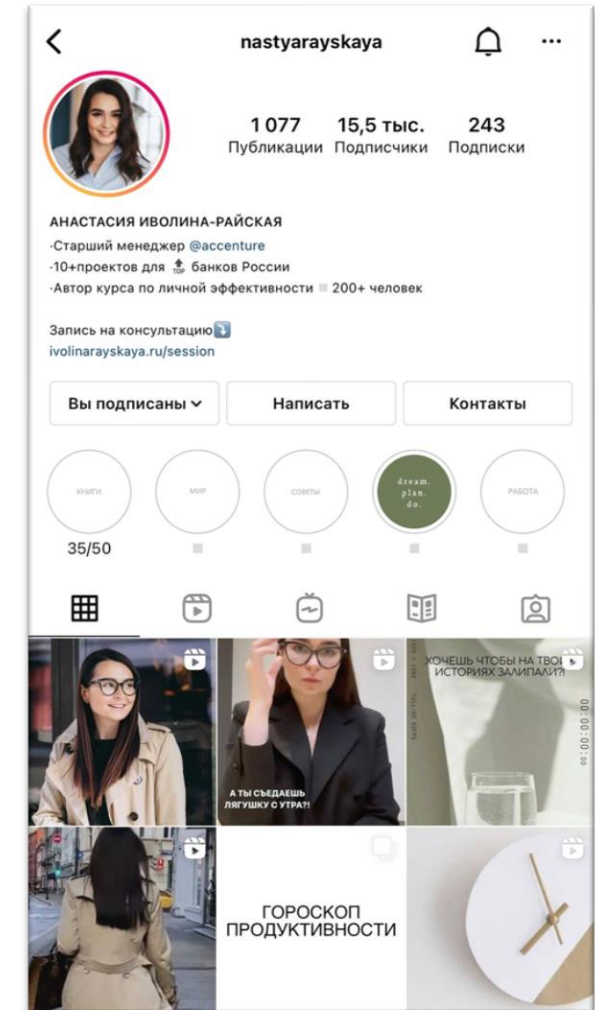 nastyarayskaya
1 077 15,5 тыс. 243
Публикации Подписчики Подписки
АНАСТАСИЯ ИВОЛИНА-РАЙСКАЯ
·Старший менеджер @accenture
·10+проектов для TOP банков России
·Автор курса по личной эффективности 200+ человек
Запись на консультацию
ivolinarayskaya.ru/session
Вы подписаны Написать Контакты
КНИГИ МИР СОВЕТЫ dream. РАБОТА
plan.
do.
35/50
ХОЧЕШЬ ЧТОБЫ НА ТВОИ
ИСТОРИЯХ ЗАЛИПАЛИ?!
00:00:00:00
А ТЫ СЪЕДАЕШЬ
ЛЯГУШКУ С УТРА?!
ГОРОСКОП
ПРОДУКТИВНОСТИ